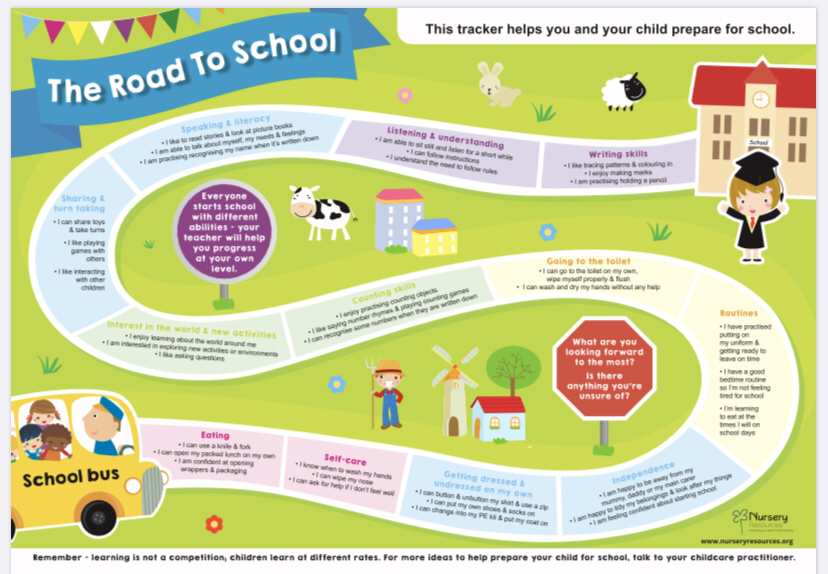 The Road To School
This tracker helps you and your child prepare for school.
Speaking & literacy
• I like to read stories & look at picture books
• I am able to talk about myself, my needs & feelings
• I am practising recognising my name when it's written down
Listening & understanding
• I am able to sit still and listen for a short while
• I can follow instructions
• I understand the need to follow rules
Writing skills
• I like tracing patterns & colouring in
• I enjoy making marks
• I am practising holding a pencil
School
Sharing &
turn taking
• I can share toys
& take turns
• I like playing
games with
others
• I like interacting
with other
children
Everyone
starts school
with different
abilities - your
teacher will help
you progress
at your own
level.
Interest in the world & new activities
• I enjoy learning about the world around me
• I am interested in exploring new activities or environments
• I like asking questions
Counting skills
• I enjoy practising counting objects
• I like saying number rhymes & playing counting games
• I can recognise some numbers when they are written down
Going to the toilet
• I can go to the toilet on my own,
wipe myself properly & flush
• I can wash and dry my hands without any help
Routines
• I have practised
putting on
my uniform &
getting ready to
leave on time
• I have a good
bedtime routine
so I'm not feeling
tired for school
• I'm learning
to eat at the
times I will on
school days
What are you
looking forward
to the most?
Is there
anything you're
unsure of?
School bus
Eating
• I can use a knife & fork
• I can open my packed lunch on my own
• I am confident at opening
wrappers & packaging
Self-care
• I know when to wash my hands
• I can wipe my nose
• I can ask for help if I don't feel well
Getting dressed &
undressed on my own
• I can button & unbutton my shirt & use a zip
• I can put my own shoes & socks on
• I can change into my PE kit & put my coat on
Independence
• I am happy to be away from my
mummy, daddy or my main carer
• I am happy to tidy my belongings & look after my things
• I am feeling confident about starting school
Nursery
Resources
www.nurseryresources.org
Remember - learning is not a competition; children learn at different rates. For more ideas to help prepare your child for school, talk to your childcare practitioner.